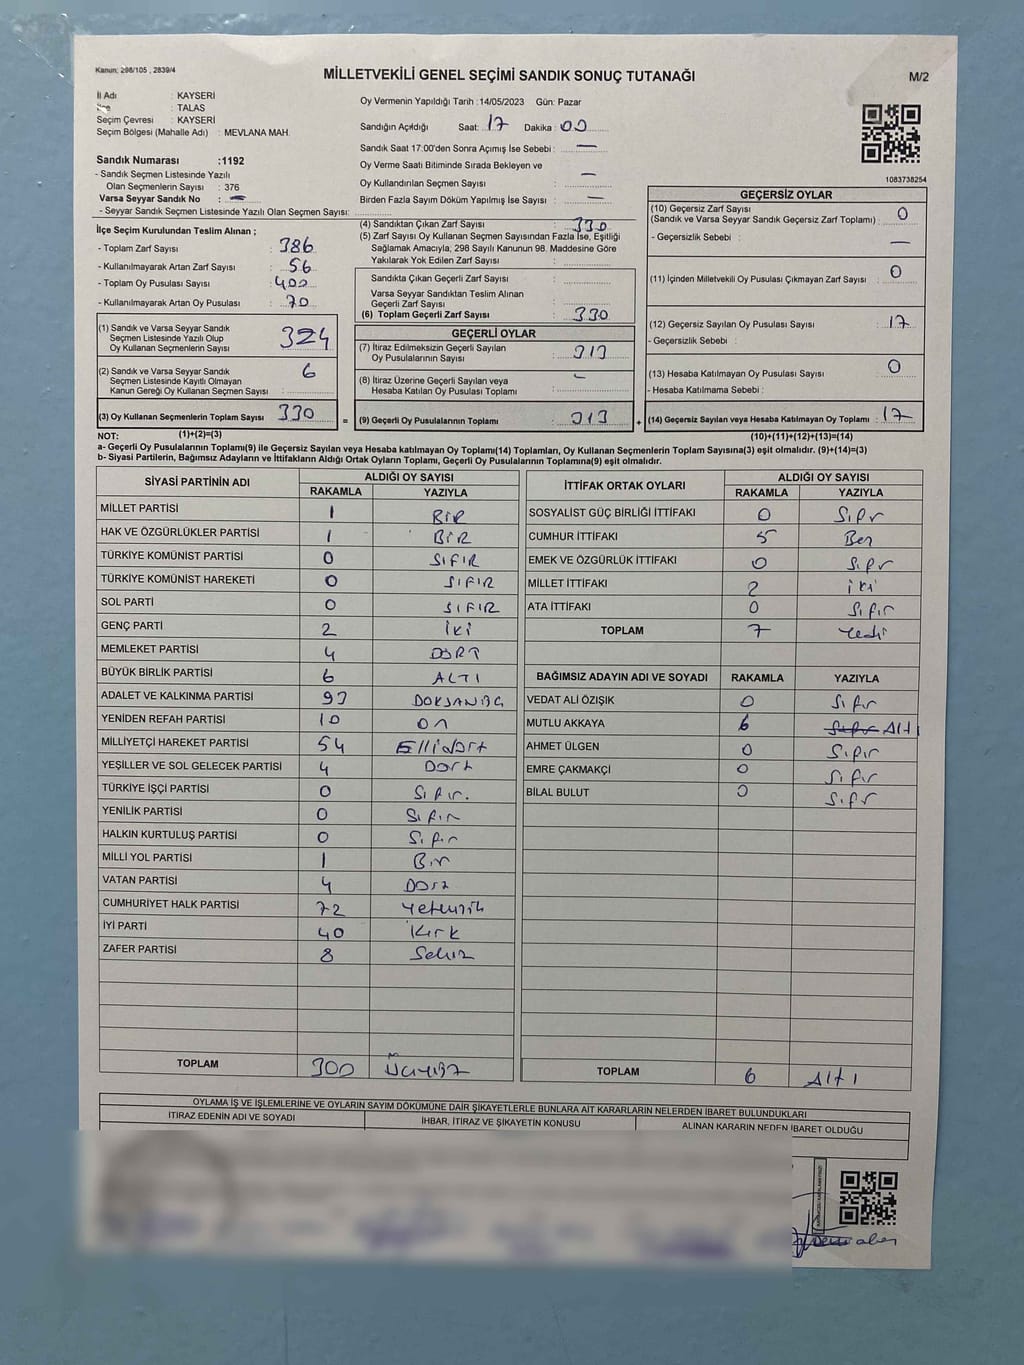 Kanun: 298/105 , 2839/4
MİLLETVEKİLİ GENEL SEÇİMİ SANDIK SONUÇ TUTANAĞI
M/2
İl Adı : KAYSERİ
: TALAS
Seçim Çevresi : KAYSERİ
Seçim Bölgesi (Mahalle Adı) : MEVLANA MAH.
Sandık Numarası :1192
- Sandık Seçmen Listesinde Yazılı
Olan Seçmenlerin Sayısı : 376
Varsa Seyyar Sandık No : —
- Seyyar Sandık Seçmen Listesinde Yazılı Olan Seçmen Sayısı:
Oy Vermenin Yapıldığı Tarih :14/05/2023 Gün: Pazar
Sandığın Açıldığı Saat: 17 Dakika : 00
Sandık Saat 17:00'den Sonra Açımış İse Sebebi : —
Oy Verme Saati Bitiminde Sırada Bekleyen ve
Oy Kullandırılan Seçmen Sayısı : —
Birden Fazla Sayım Döküm Yapılmış İse Sayısı : —
1083738254
İlçe Seçim Kurulundan Teslim Alınan ;
- Toplam Zarf Sayısı : 386
- Kullanılmayarak Artan Zarf Sayısı : 56
- Toplam Oy Pusulası Sayısı : 400
- Kullanılmayarak Artan Oy Pusulası : 70
(1) Sandık ve Varsa Seyyar Sandık
Seçmen Listesinde Yazılı Olup
Oy Kullanan Seçmenlerin Sayısı : 324
(2) Sandık ve Varsa Seyyar Sandık
Seçmen Listesinde Kayıtlı Olmayan
Kanun Gereği Oy Kullanan Seçmen Sayısı : 6
(3) Oy Kullanan Seçmenlerin Toplam Sayısı : 330
(1)+(2)=(3)
(4) Sandıktan Çıkan Zarf Sayısı : 330
(5) Zarf Sayısı Oy Kullanan Seçmen Sayısından Fazla İse, Eşitliği
Sağlamak Amacıyla, 298 Sayılı Kanunun 98. Maddesine Göre
Yakılarak Yok Edilen Zarf Sayısı :
Sandıkta Çıkan Geçerli Zarf Sayısı :
Varsa Seyyar Sandıktan Teslim Alınan
Geçerli Zarf Sayısı :
(6) Toplam Geçerli Zarf Sayısı : 330
GEÇERLİ OYLAR
(7) İtiraz Edilmeksizin Geçerli Sayılan
Oy Pusulalarının Sayısı : 313
(8) İtiraz Üzerine Geçerli Sayılan veya
Hesaba Katılan Oy Pusulası Toplamı : –
= (9) Geçerli Oy Pusulalarının Toplamı : 313 +
GEÇERSİZ OYLAR
(10) Geçersiz Zarf Sayısı
(Sandık ve Varsa Seyyar Sandık Geçersiz Zarf Toplamı) : 0
- Geçersizlik Sebebi : —
(11) İçinden Milletvekili Oy Pusulası Çıkmayan Zarf Sayısı : 0
(12) Geçersiz Sayılan Oy Pusulası Sayısı : 17
- Geçersizlik Sebebi :
(13) Hesaba Katılmayan Oy Pusulası Sayısı : 0
- Hesaba Katılmama Sebebi :
(14) Geçersiz Sayılan veya Hesaba Katılmayan Oy Toplamı : 17
(10)+(11)+(12)+(13)=(14)
NOT:
a- Geçerli Oy Pusulalarının Toplamı(9) ile Geçersiz Sayılan veya Hesaba katılmayan Oy Toplamı(14) Toplamları, Oy Kullanan Seçmenlerin Toplam Sayısına(3) eşit olmalıdır. (9)+(14)=(3)
b- Siyasi Partilerin, Bağımsız Adayların ve İttifakların Aldığı Ortak Oyların Toplamı, Geçerli Oy Pusulalarının Toplamına(9) eşit olmalıdır.
SİYASİ PARTİNİN ADI ALDIĞI OY SAYISI
RAKAMLA YAZIYLA
MİLLET PARTİSİ 1 BİR
HAK VE ÖZGÜRLÜKLER PARTİSİ 1 BİR
TÜRKİYE KOMÜNİST PARTİSİ 0 SIFIR
TÜRKİYE KOMÜNİST HAREKETİ 0 SIFIR
SOL PARTİ 0 SIFIR
GENÇ PARTİ 2 İKİ
MEMLEKET PARTİSİ 4 DÖRT
BÜYÜK BİRLİK PARTİSİ 6 ALTI
ADALET VE KALKINMA PARTİSİ 93 DOKSANÜÇ
YENİDEN REFAH PARTİSİ 10 On
MİLLİYETÇİ HAREKET PARTİSİ 54 Ellidört
YEŞİLLER VE SOL GELECEK PARTİSİ 4 Dört
TÜRKİYE İŞÇİ PARTİSİ 0 Sıfır.
YENİLİK PARTİSİ 0 Sıfır
HALKIN KURTULUŞ PARTİSİ 0 Sıfır
MİLLİ YOL PARTİSİ 1 Bir
VATAN PARTİSİ 4 Dört
CUMHURİYET HALK PARTİSİ 72 Yetmişiki
İYİ PARTİ 40 Kırk
ZAFER PARTİSİ 8 Sekiz
TOPLAM 300 Üçyüz
İTTİFAK ORTAK OYLARI ALDIĞI OY SAYISI
RAKAMLA YAZIYLA
SOSYALİST GÜÇ BİRLİĞİ İTTİFAKI 0 Sıfır
CUMHUR İTTİFAKI 5 Beş
EMEK VE ÖZGÜRLÜK İTTİFAKI 0 Sıfır
MİLLET İTTİFAKI 2 iki
ATA İTTİFAKI 0 Sıfır
TOPLAM 7 Yedi
BAĞIMSIZ ADAYIN ADI VE SOYADI RAKAMLA YAZIYLA
VEDAT ALİ ÖZIŞIK 0 Sıfır
MUTLU AKKAYA 6 Sıfır Altı
AHMET ÜLGEN 0 Sıfır
EMRE ÇAKMAKÇİ 0 Sıfır
BİLAL BULUT 0 Sıfır
TOPLAM 6 Altı
OYLAMA İŞ VE İŞLEMLERİNE VE OYLARIN SAYIM DÖKÜMÜNE DAİR ŞİKAYETLERLE BUNLARA AİT KARARLARIN NELERDEN İBARET BULUNDUKLARI
İTİRAZ EDENİN ADI VE SOYADI İHBAR, İTİRAZ VE ŞİKAYETİN KONUSU ALINAN KARARIN NEDEN İBARET OLDUĞU